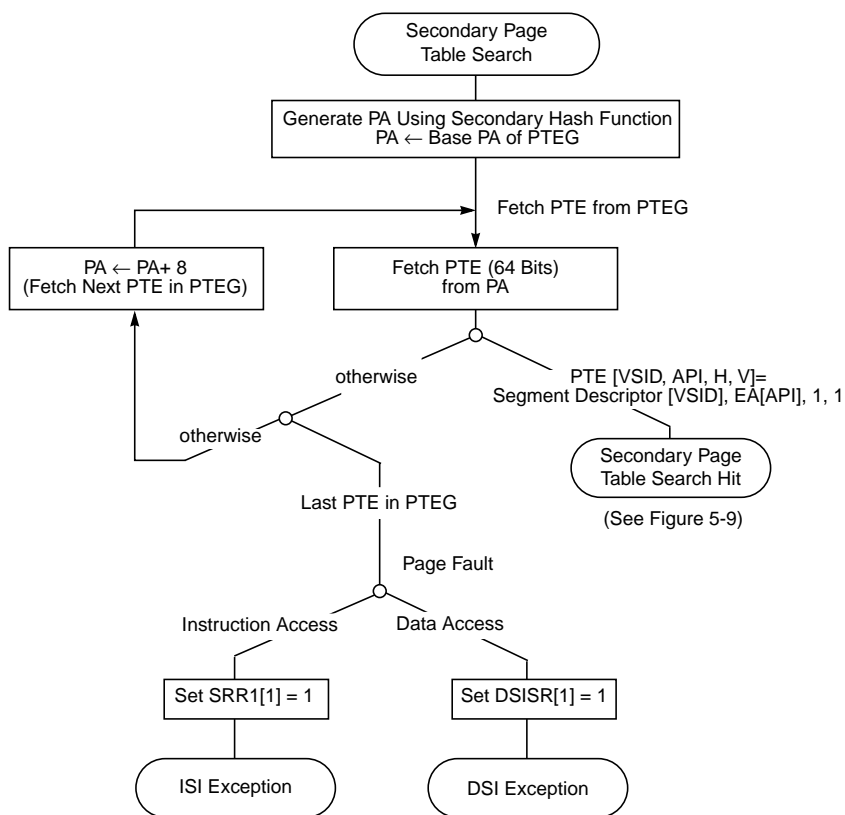 Secondary Page
Table Search
Generate PA Using Secondary Hash Function
PA ← Base PA of PTEG
Fetch PTE from PTEG
PA ← PA+ 8
(Fetch Next PTE in PTEG)
Fetch PTE (64 Bits)
from PA
otherwise
PTE [VSID, API, H, V]=
Segment Descriptor [VSID], EA[API], 1, 1
otherwise
Secondary Page
Table Search Hit
Last PTE in PTEG
(See Figure 5-9)
Page Fault
Instruction Access
Data Access
Set SRR1[1] = 1
Set DSISR[1] = 1
ISI Exception
DSI Exception